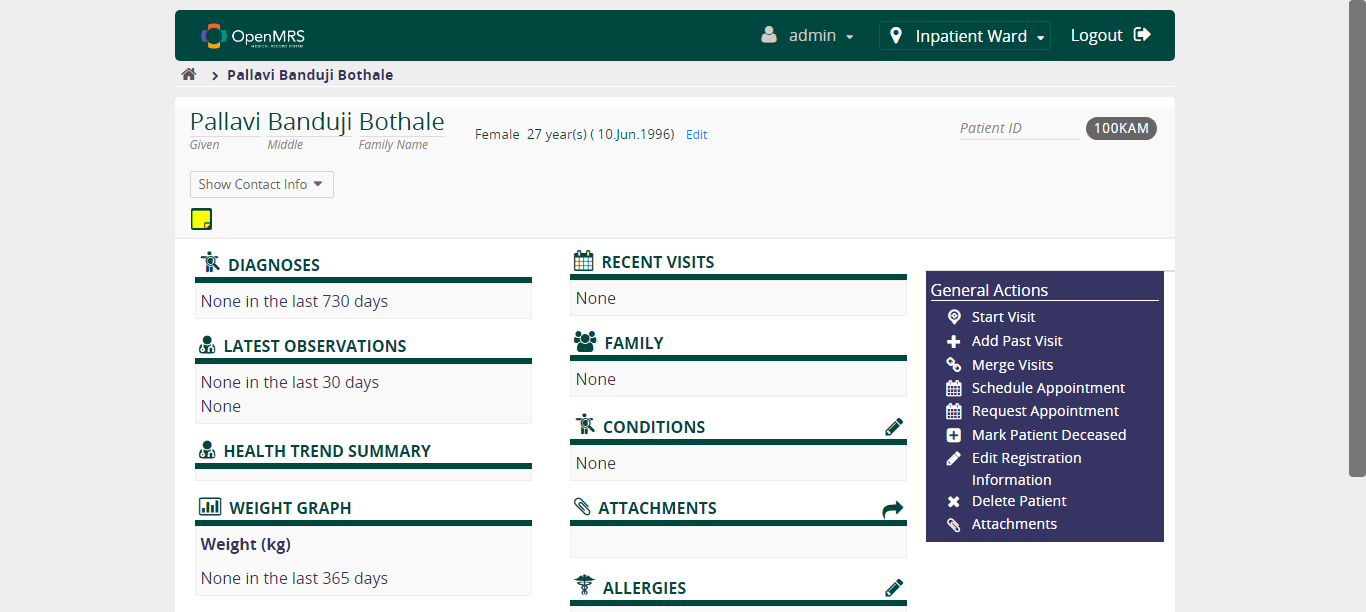 OpenMRS
MEDICAL RECORD SYSTEM
admin
Inpatient Ward
Logout
Pallavi Banduji Bothale
Pallavi Banduji Bothale
Given Middle Family Name
Female 27 year(s) ( 10.Jun.1996) Edit
Patient ID 100KAM
Show Contact Info
DIAGNOSES
None in the last 730 days
LATEST OBSERVATIONS
None in the last 30 days
None
HEALTH TREND SUMMARY
WEIGHT GRAPH
Weight (kg)
None in the last 365 days
RECENT VISITS
None
FAMILY
None
CONDITIONS
None
ATTACHMENTS
ALLERGIES
General Actions
Start Visit
Add Past Visit
Merge Visits
Schedule Appointment
Request Appointment
Mark Patient Deceased
Edit Registration
Information
Delete Patient
Attachments